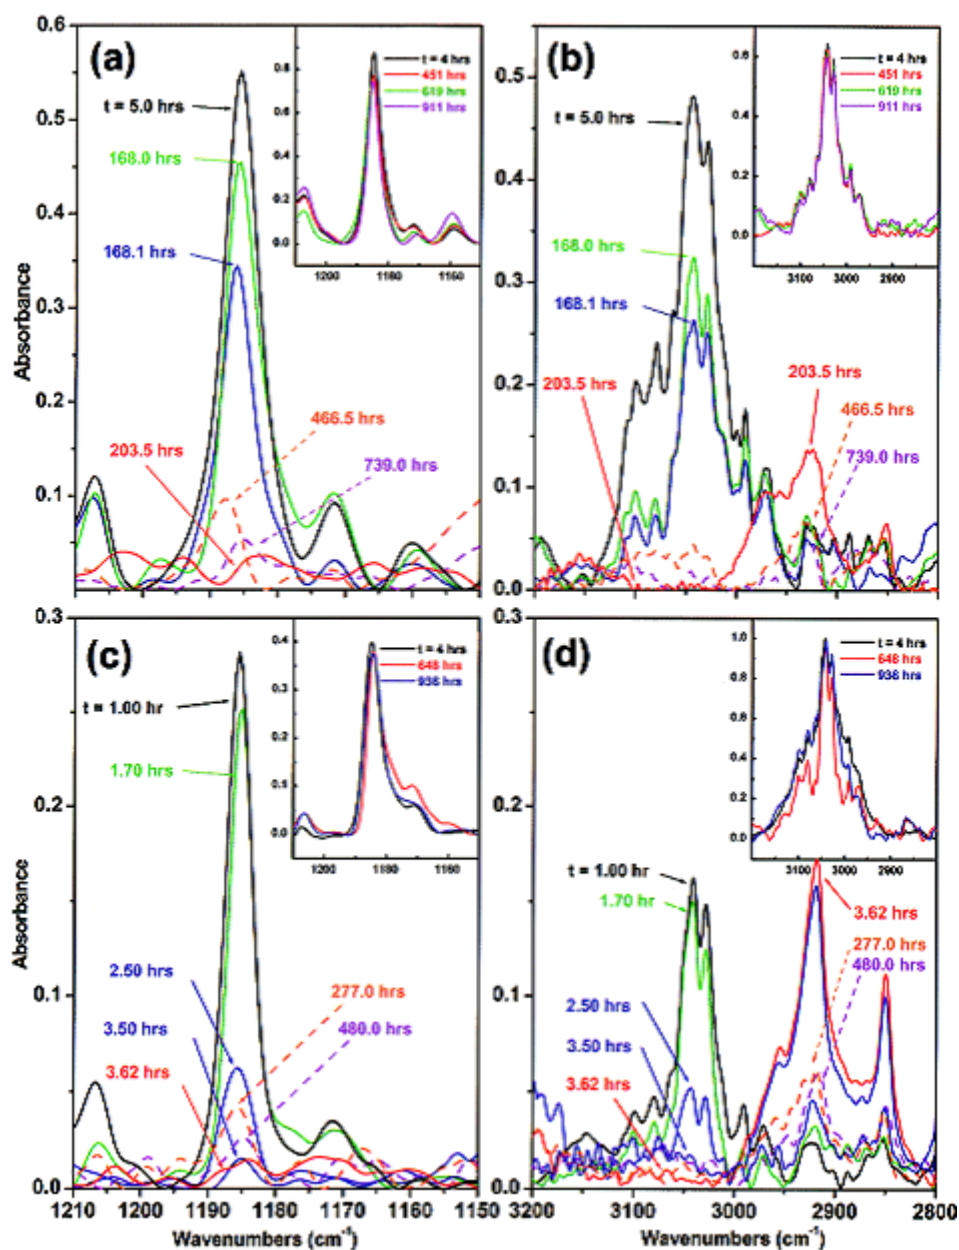 (a)
0.6
0.5
0.4
0.3
0.2
0.1
0.0
Absorbance
t = 5.0 hrs
168.0 hrs
168.1 hrs
203.5 hrs
466.5 hrs
739.0 hrs
t = 4 hrs
451 hrs
619 hrs
911 hrs
0.8
0.6
0.4
0.2
0.0
1200 1180 1160
(b)
0.5
0.4
0.3
0.2
0.1
0.0
t = 5.0 hrs
168.0 hrs
168.1 hrs
203.5 hrs
203.5 hrs
466.5 hrs
739.0 hrs
t = 4 hrs
451 hrs
619 hrs
911 hrs
0.6
0.4
0.2
0.0
3100 3000 2900
(c)
0.3
0.2
0.1
0.0
Absorbance
t = 1.00 hr
1.70 hrs
2.50 hrs
3.50 hrs
3.62 hrs
277.0 hrs
480.0 hrs
t = 4 hrs
648 hrs
936 hrs
0.4
0.3
0.2
0.1
0.0
1200 1180 1160
1210 1200 1190 1180 1170 1160 1150
Wavenumbers (cm⁻¹)
(d)
0.3
0.2
0.1
0.0
t = 1.00 hr
1.70 hr
2.50 hrs
3.50 hrs
3.62 hrs
3.62 hrs
277.0 hrs
480.0 hrs
t = 4 hrs
648 hrs
936 hrs
1.0
0.8
0.6
0.4
0.2
0.0
3100 3000 2900
3200 3100 3000 2900 2800
Wavenumbers (cm⁻¹)